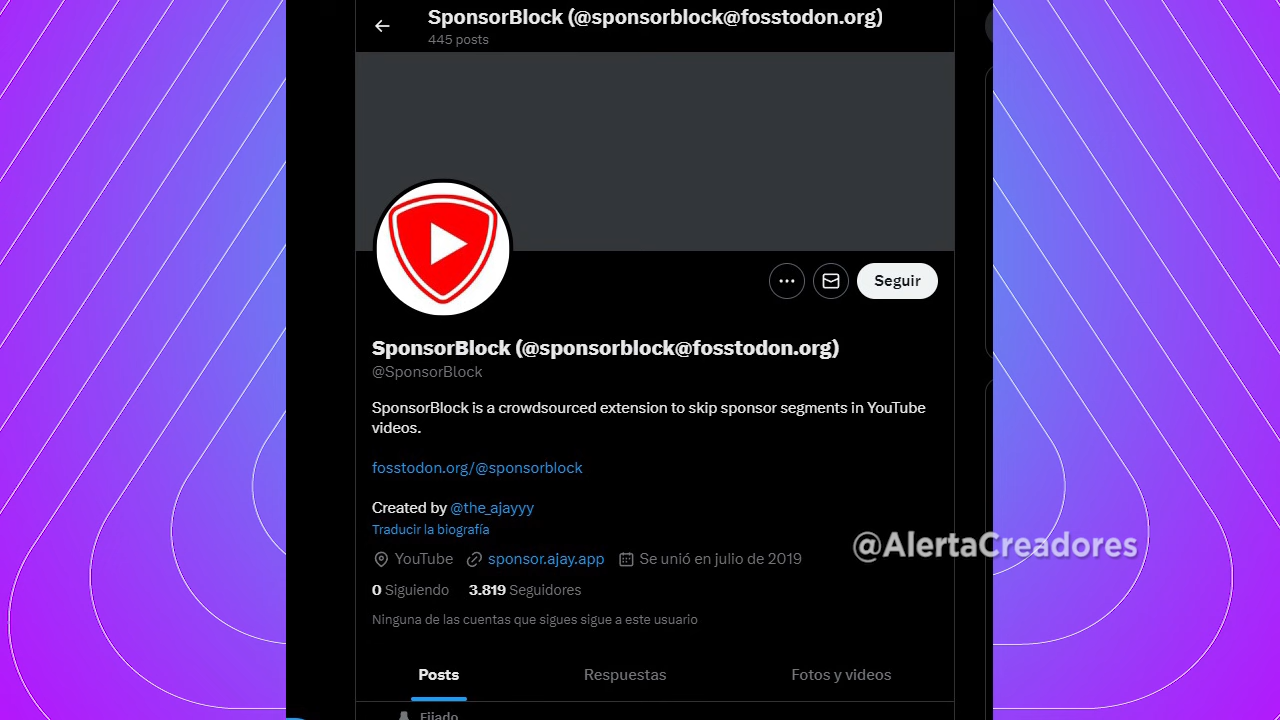 SponsorBlock (@sponsorblock@fosstodon.org)
445 posts
Seguir
SponsorBlock (@sponsorblock@fosstodon.org)
@SponsorBlock
SponsorBlock is a crowdsourced extension to skip sponsor segments in YouTube
videos.
fosstodon.org/@sponsorblock
Created by @the_ajayyy
Traducir la biografía
YouTube sponsor.ajay.app Se unió en julio de 2019
@AlertaCreadores
0 Siguiendo 3.819 Seguidores
Ninguna de las cuentas que sigues sigue a este usuario
Posts Respuestas Fotos y videos
Fijado